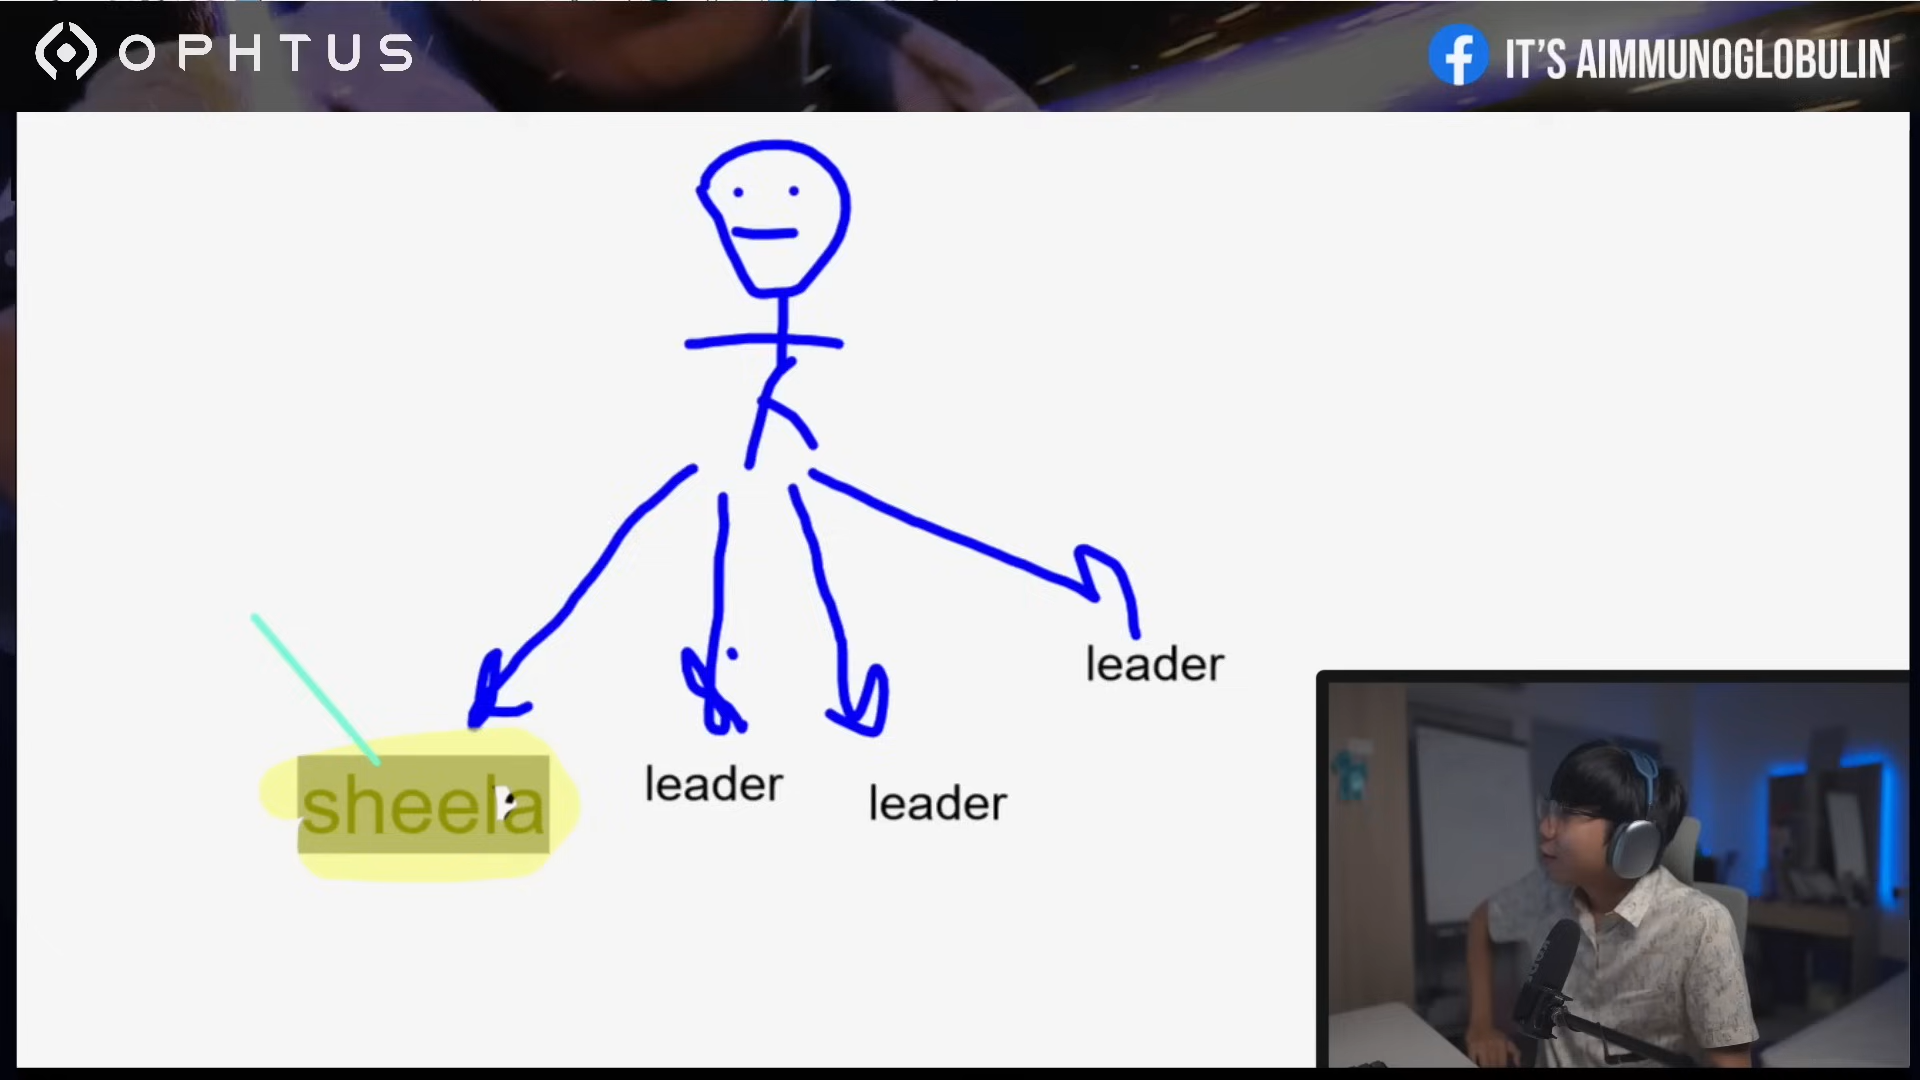 OPHTUS
IT'S AIMMUNOGLOBULIN
leader
sheela
leader
leader